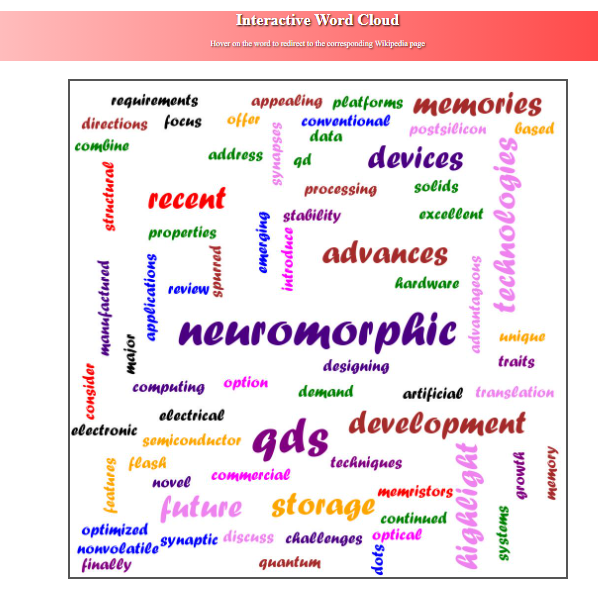 Interactive Word Cloud
Hover on the word to redirect to the corresponding Wikipedia page
requirements appealing platforms memories
directions focus offer conventional postsilicon based
combine synapses data
address qd devices technologies
structural recent processing solids
stability excellent
properties emerging introduce advances
manufactured applications review spurred hardware advantageous
neuromorphic unique
major designing traits
consider computing option demand artificial translation
electronic electrical qds development
semiconductor
features flash techniques highlight growth memory
novel commercial memristors
future storage continued systems
optimized synaptic discuss challenges optical
nonvolatile dots
finally quantum